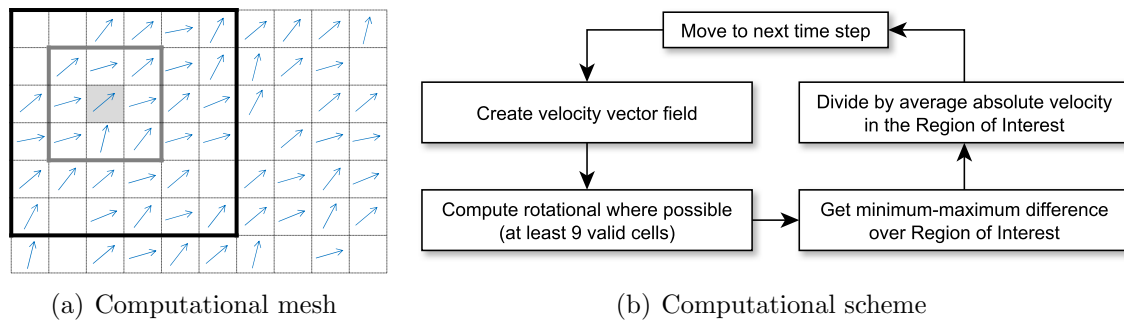 Move to next time step
Create velocity vector field
Divide by average absolute velocity
in the Region of Interest
Compute rotational where possible
(at least 9 valid cells)
Get minimum-maximum difference
over Region of Interest
(a) Computational mesh
(b) Computational scheme